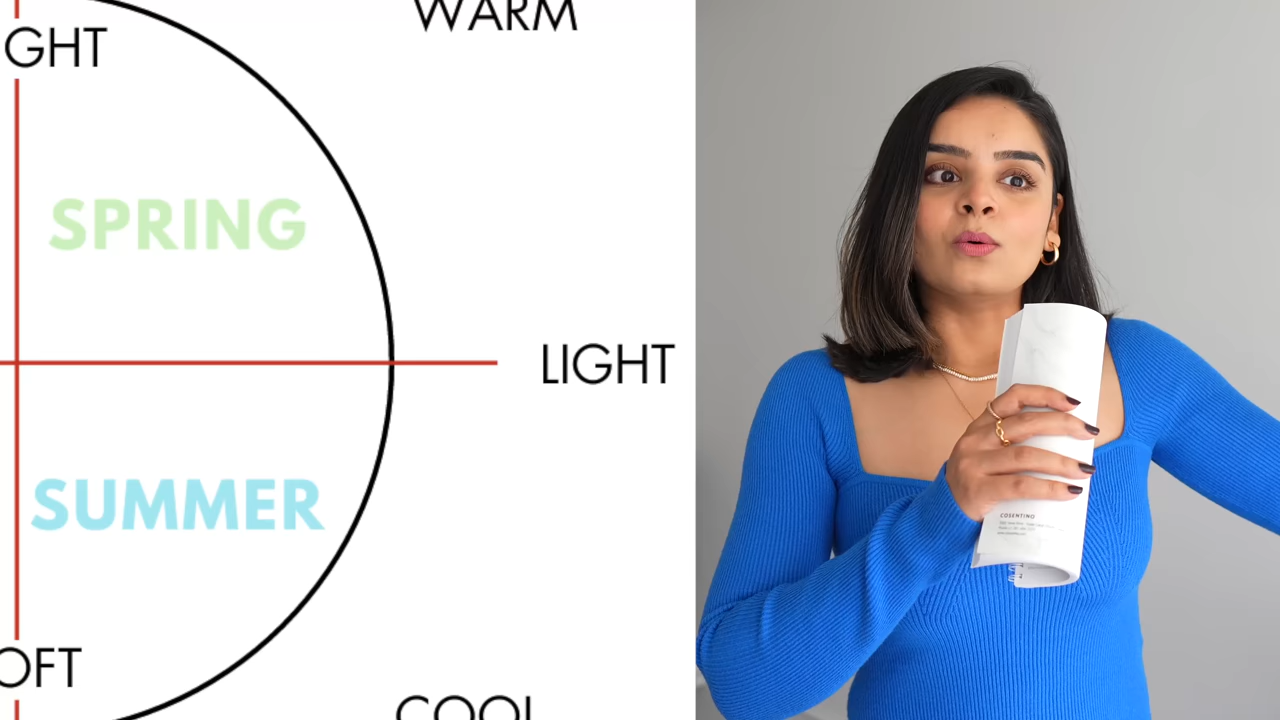 WARM
GHT
SPRING
LIGHT
SUMMER
OFT
COOL
COSENTINO